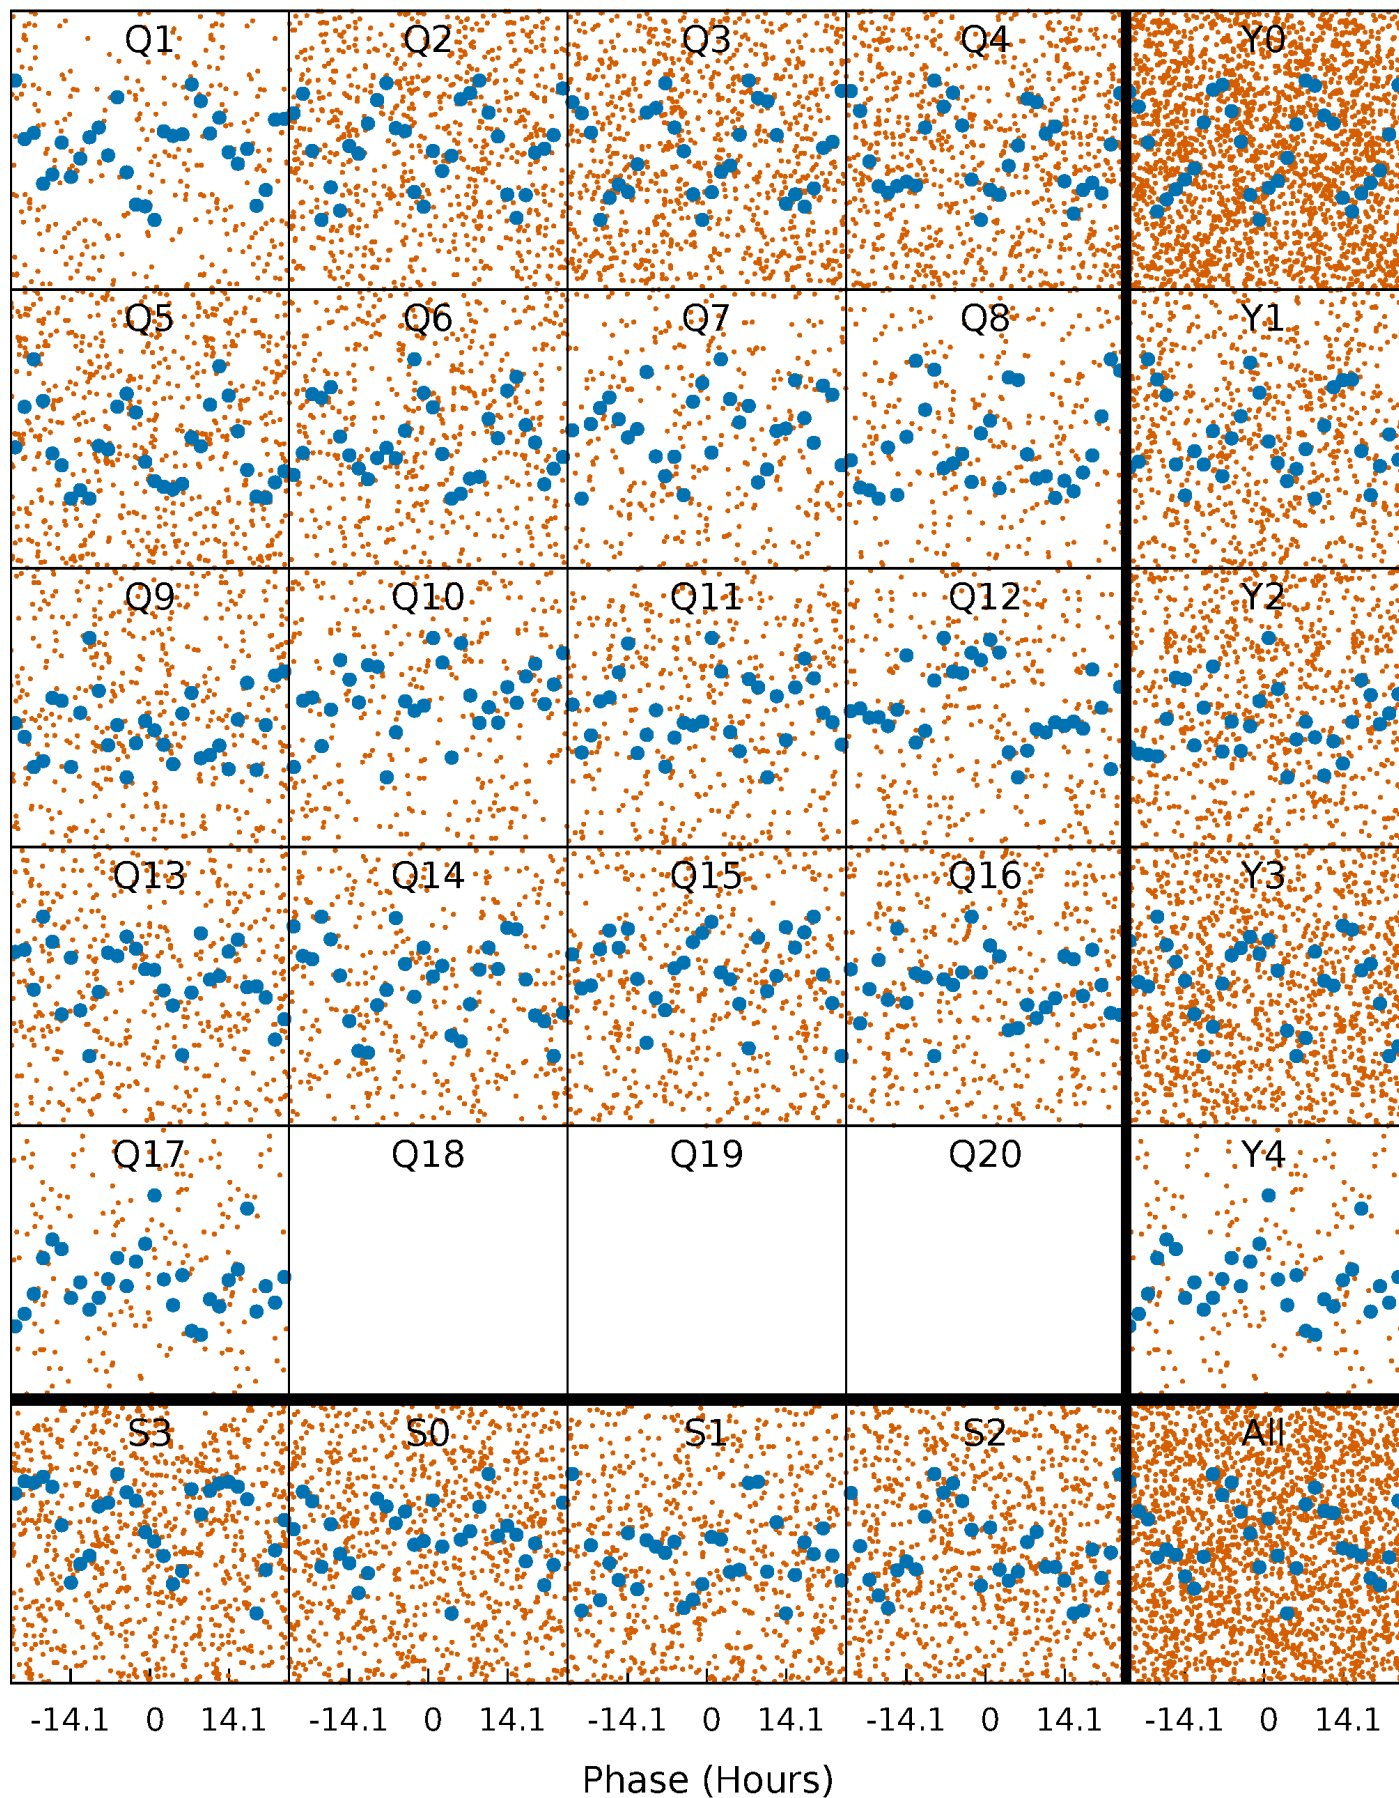 Q1 Q2 Q3 Q4 Y0
Q5 Q6 Q7 Q8 Y1
Q9 Q10 Q11 Q12 Y2
Q13 Q14 Q15 Q16 Y3
Q17 Q18 Q19 Q20 Y4
S3 S0 S1 S2 All
-14.1 0 14.1 -14.1 0 14.1 -14.1 0 14.1 -14.1 0 14.1 -14.1 0 14.1
Phase (Hours)